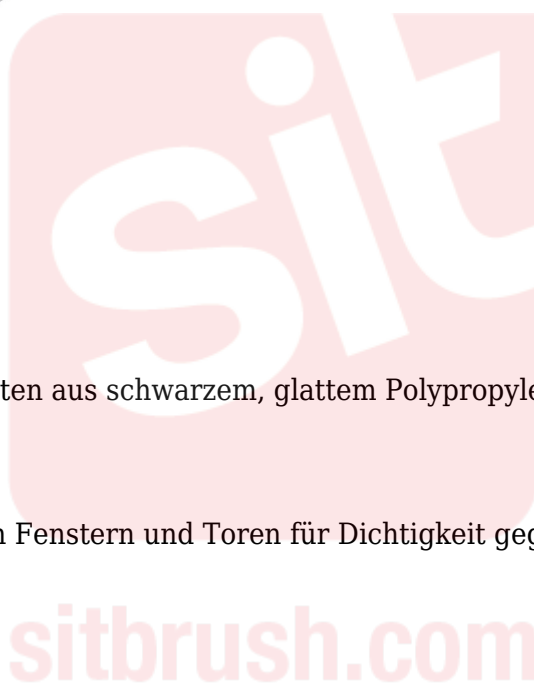 sit
ten aus schwarzem, glattem Polypropyle
n Fenstern und Toren für Dichtigkeit geg
sitbrush.com